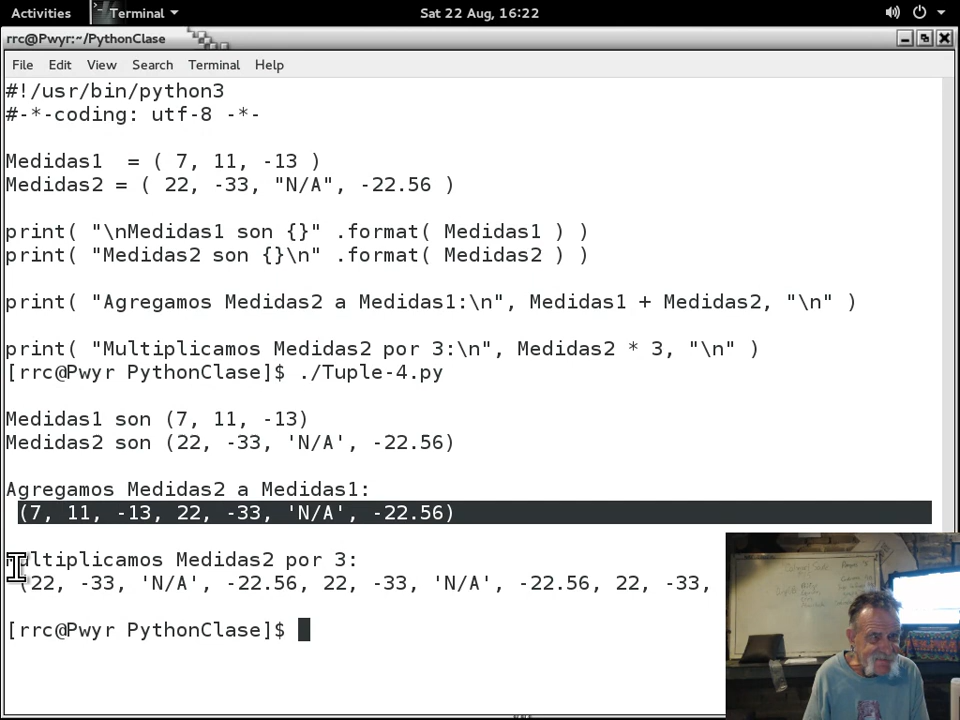 Activities Terminal Sat 22 Aug, 16:22
rrc@Pwyr:~/PythonClase
File Edit View Search Terminal Help
#!/usr/bin/python3
#-*-coding: utf-8 -*-
Medidas1  = ( 7, 11, -13 )
Medidas2 = ( 22, -33, "N/A", -22.56 )
print( "\nMedidas1 son {}" .format( Medidas1 ) )
print( "Medidas2 son {}\n" .format( Medidas2 ) )
print( "Agregamos Medidas2 a Medidas1:\n", Medidas1 + Medidas2, "\n" )
print( "Multiplicamos Medidas2 por 3:\n", Medidas2 * 3, "\n" )
[rrc@Pwyr PythonClase]$ ./Tuple-4.py
Medidas1 son (7, 11, -13)
Medidas2 son (22, -33, 'N/A', -22.56)
Agregamos Medidas2 a Medidas1:
(7, 11, -13, 22, -33, 'N/A', -22.56)
Multiplicamos Medidas2 por 3:
(22, -33, 'N/A', -22.56, 22, -33, 'N/A', -22.56, 22, -33,
[rrc@Pwyr PythonClase]$